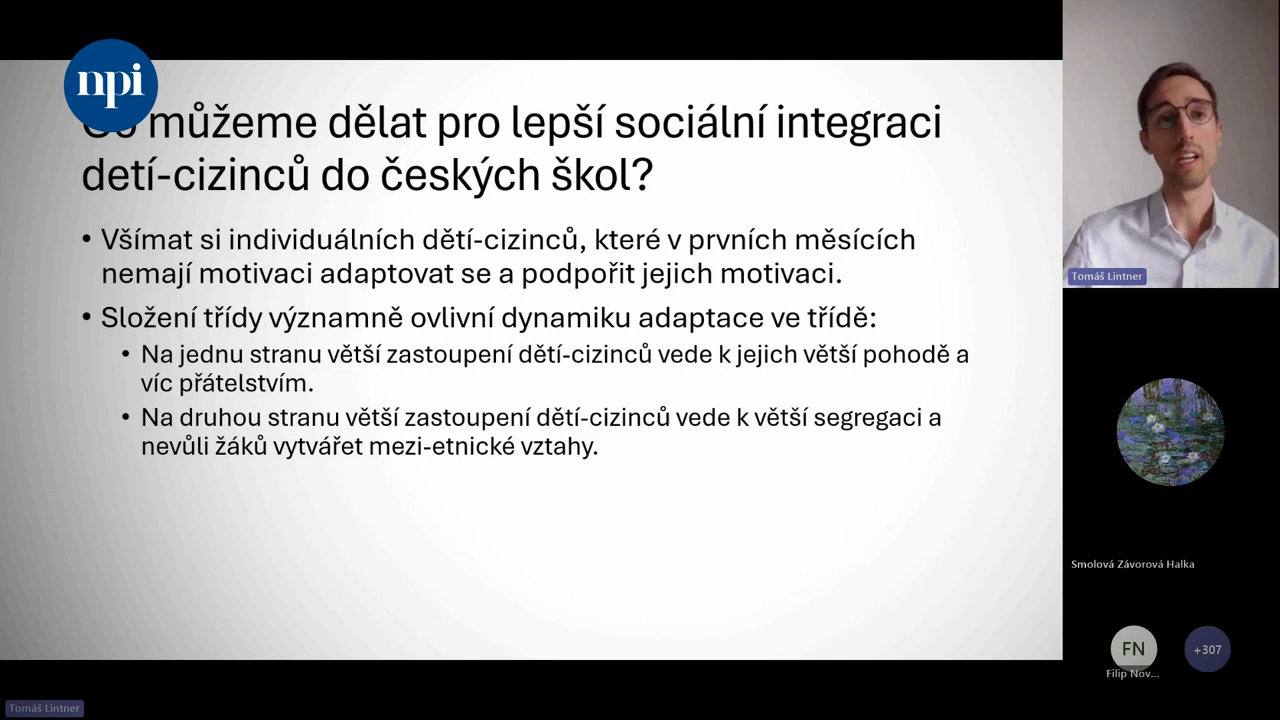 npi
můžeme dělat pro lepší sociální integraci
detí-cizinců do českých škol?
• Všímat si individuálních dětí-cizinců, které v prvních měsících
nemají motivaci adaptovat se a podpořit jejich motivaci.
• Složení třídy významně ovlivní dynamiku adaptace ve třídě:
• Na jednu stranu větší zastoupení dětí-cizinců vede k jejich větší pohodě a
víc přátelstvím.
• Na druhou stranu větší zastoupení dětí-cizinců vede k větší segregaci a
nevůli žáků vytvářet mezi-etnické vztahy.
Tomáš Lintner
Smolová Závorová Halka
FN
+307
Filip Nov...
Tomáš Lintner